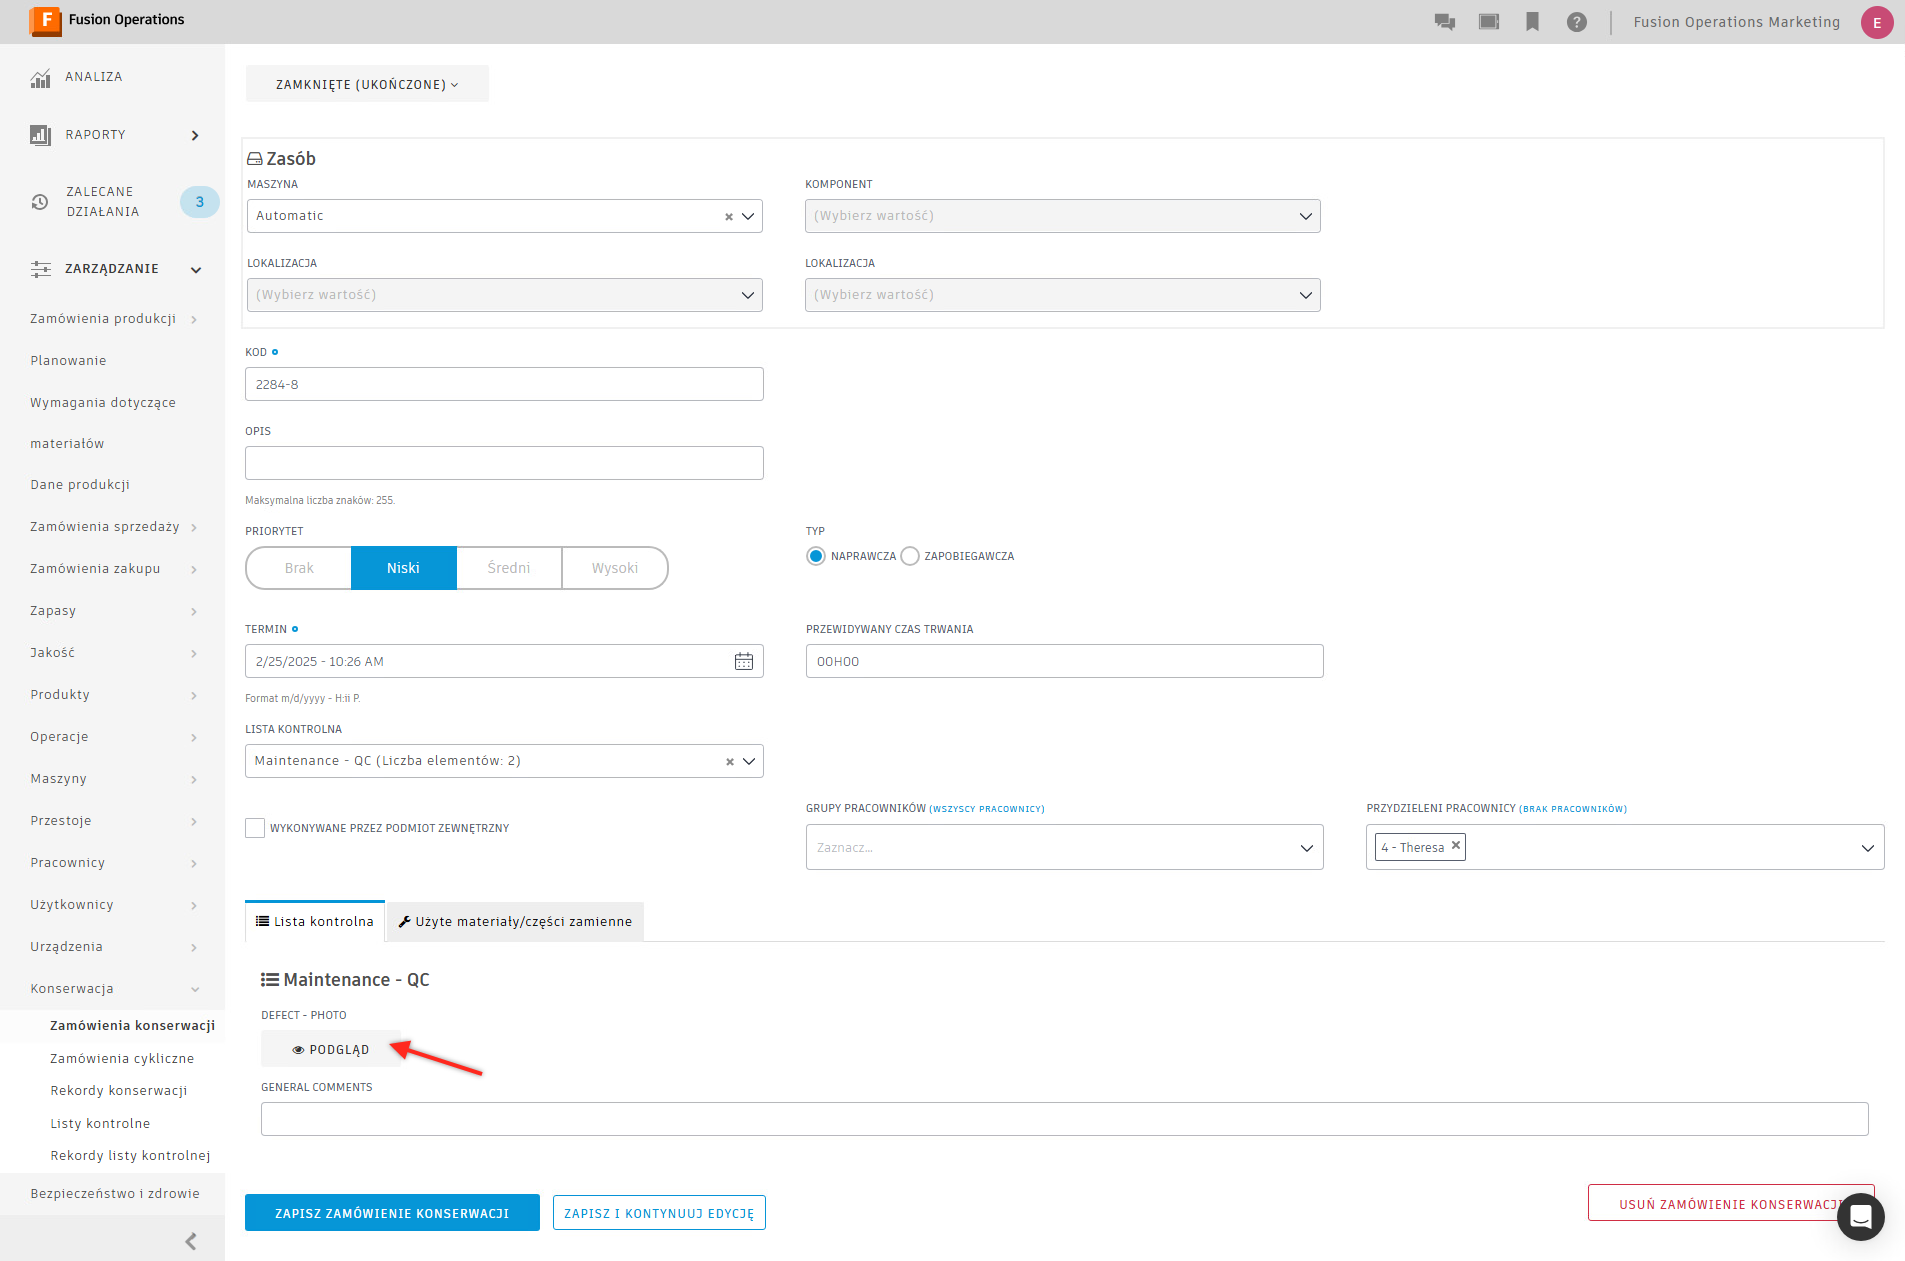 Fusion Operations
Fusion Operations Marketing
E
ANALIZA
RAPORTY
ZALECANE
DZIAŁANIA
3
ZARZĄDZANIE
Zamówienia produkcji
Planowanie
Wymagania dotyczące
materiałów
Dane produkcji
Zamówienia sprzedaży
Zamówienia zakupu
Zapasy
Jakość
Produkty
Operacje
Maszyny
Przestoje
Pracownicy
Użytkownicy
Urządzenia
Konserwacja
Zamówienia konserwacji
Zamówienia cykliczne
Rekordy konserwacji
Listy kontrolne
Rekordy listy kontrolnej
Bezpieczeństwo i zdrowie
ZAMKNIĘTE (UKOŃCZONE)
Zasób
MASZYNA
KOMPONENT
Automatic
(Wybierz wartość)
LOKALIZACJA
LOKALIZACJA
(Wybierz wartość)
(Wybierz wartość)
KOD
2284-8
OPIS
Maksymalna liczba znaków: 255.
PRIORYTET
TYP
Brak
Niski
Średni
Wysoki
NAPRAWCZA
ZAPOBIEGAWCZA
TERMIN
PRZEWIDYWANY CZAS TRWANIA
2/25/2025 - 10:26 AM
00H00
Format m/d/yyyy - H:ii P.
LISTA KONTROLNA
Maintenance - QC (Liczba elementów: 2)
WYKONYWANE PRZEZ PODMIOT ZEWNĘTRZNY
GRUPY PRACOWNIKÓW (WSZYSCY PRACOWNICY)
Zaznacz...
PRZYDZIELENI PRACOWNICY (BRAK PRACOWNIKÓW)
4 - Theresa
Lista kontrolna
Użyte materiały/części zamienne
Maintenance - QC
DEFECT - PHOTO
PODGLĄD
GENERAL COMMENTS
ZAPISZ ZAMÓWIENIE KONSERWACJI
ZAPISZ I KONTYNUUJ EDYCJĘ
USUŃ ZAMÓWIENIE KONSERWACJI